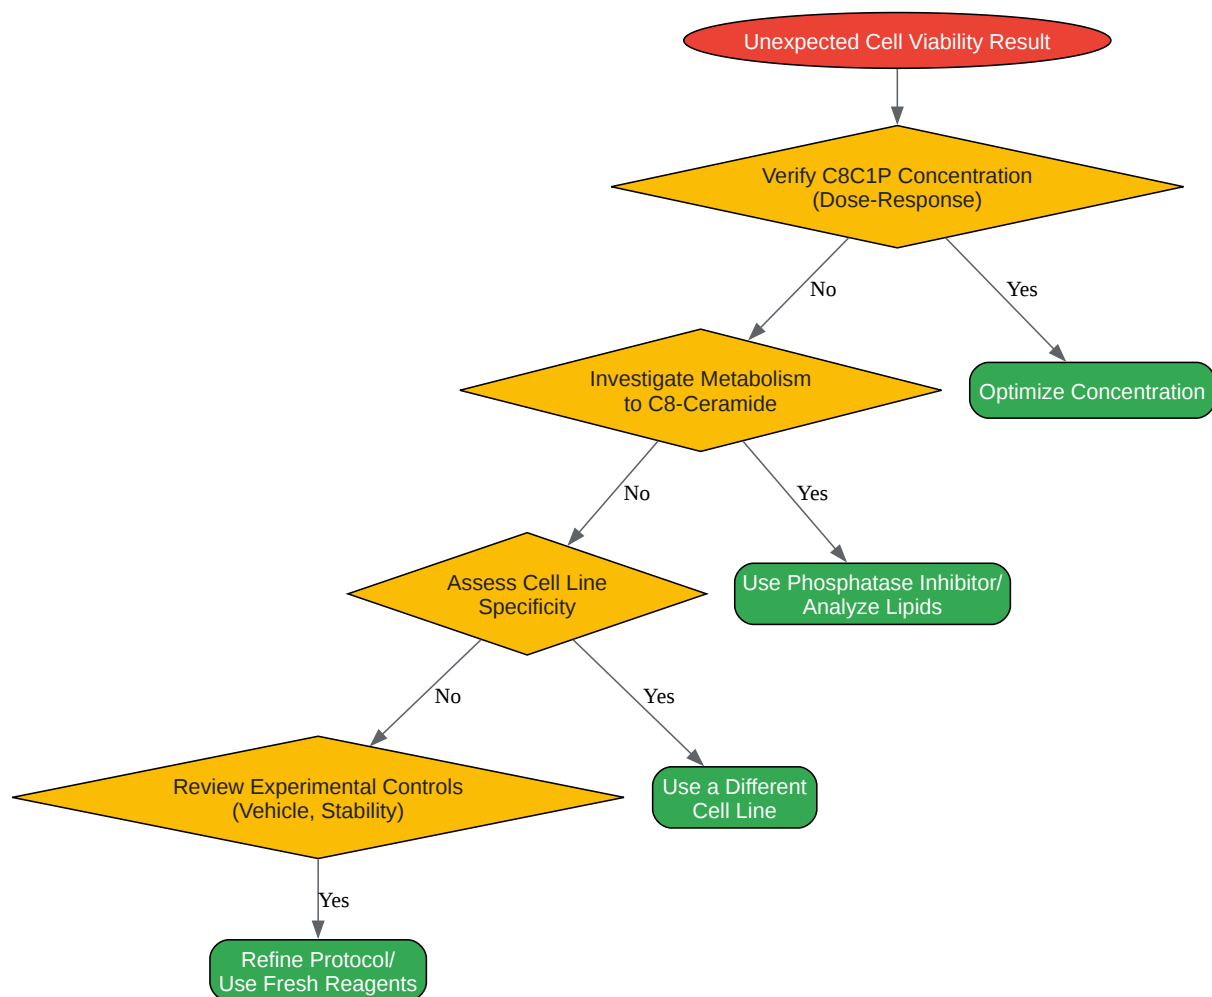 Unexpected Cell Viability Result
Verify C8C1P Concentration
(Dose-Response)
No
Yes
Investigate Metabolism
to C8-Ceramide
Optimize Concentration
No
Yes
Assess Cell Line
Specificity
Use Phosphatase Inhibitor/
Analyze Lipids
No
Yes
Review Experimental Controls
(Vehicle, Stability)
Use a Different
Cell Line
Yes
Refine Protocol/
Use Fresh Reagents